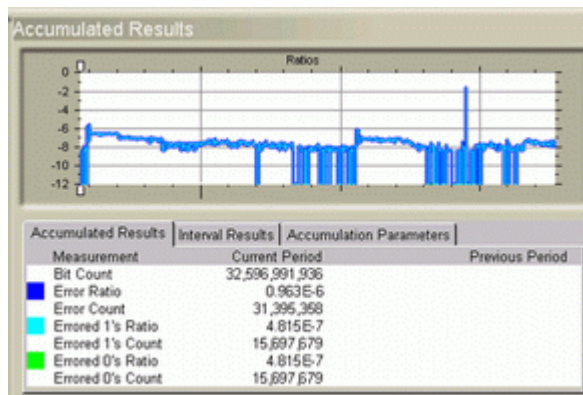 Accumulated Results
Ratios
0
-2
-4
-6
-8
-10
-12
Accumulated Results Interval Results Accumulation Parameters
Measurement Current Period Previous Period
Bit Count 32,596,991,936
Error Ratio 0.963E-6
Error Count 31,395,358
Errored 1's Ratio 4.815E-7
Errored 1's Count 15,697,679
Errored 0's Ratio 4.815E-7
Errored 0's Count 15,697,679